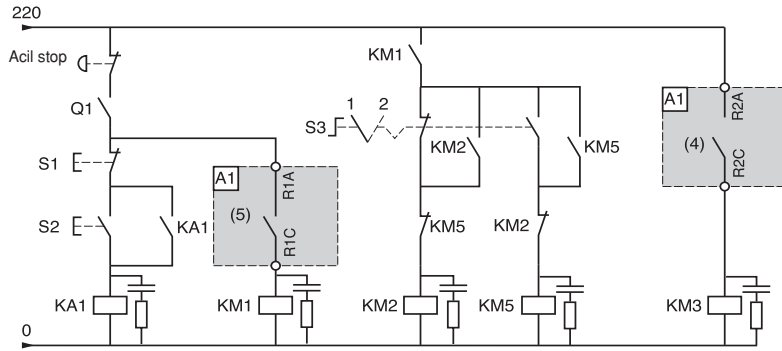 220
Acil stop
KM1
Q1
A1
R2A
1
2
S3
(4)
KM2
KM5
S1
R2C
A1
R1A
(5)
S2
KA1
R1C
KM5
KM2
KA1
KM1
KM2
KM5
KM3
0